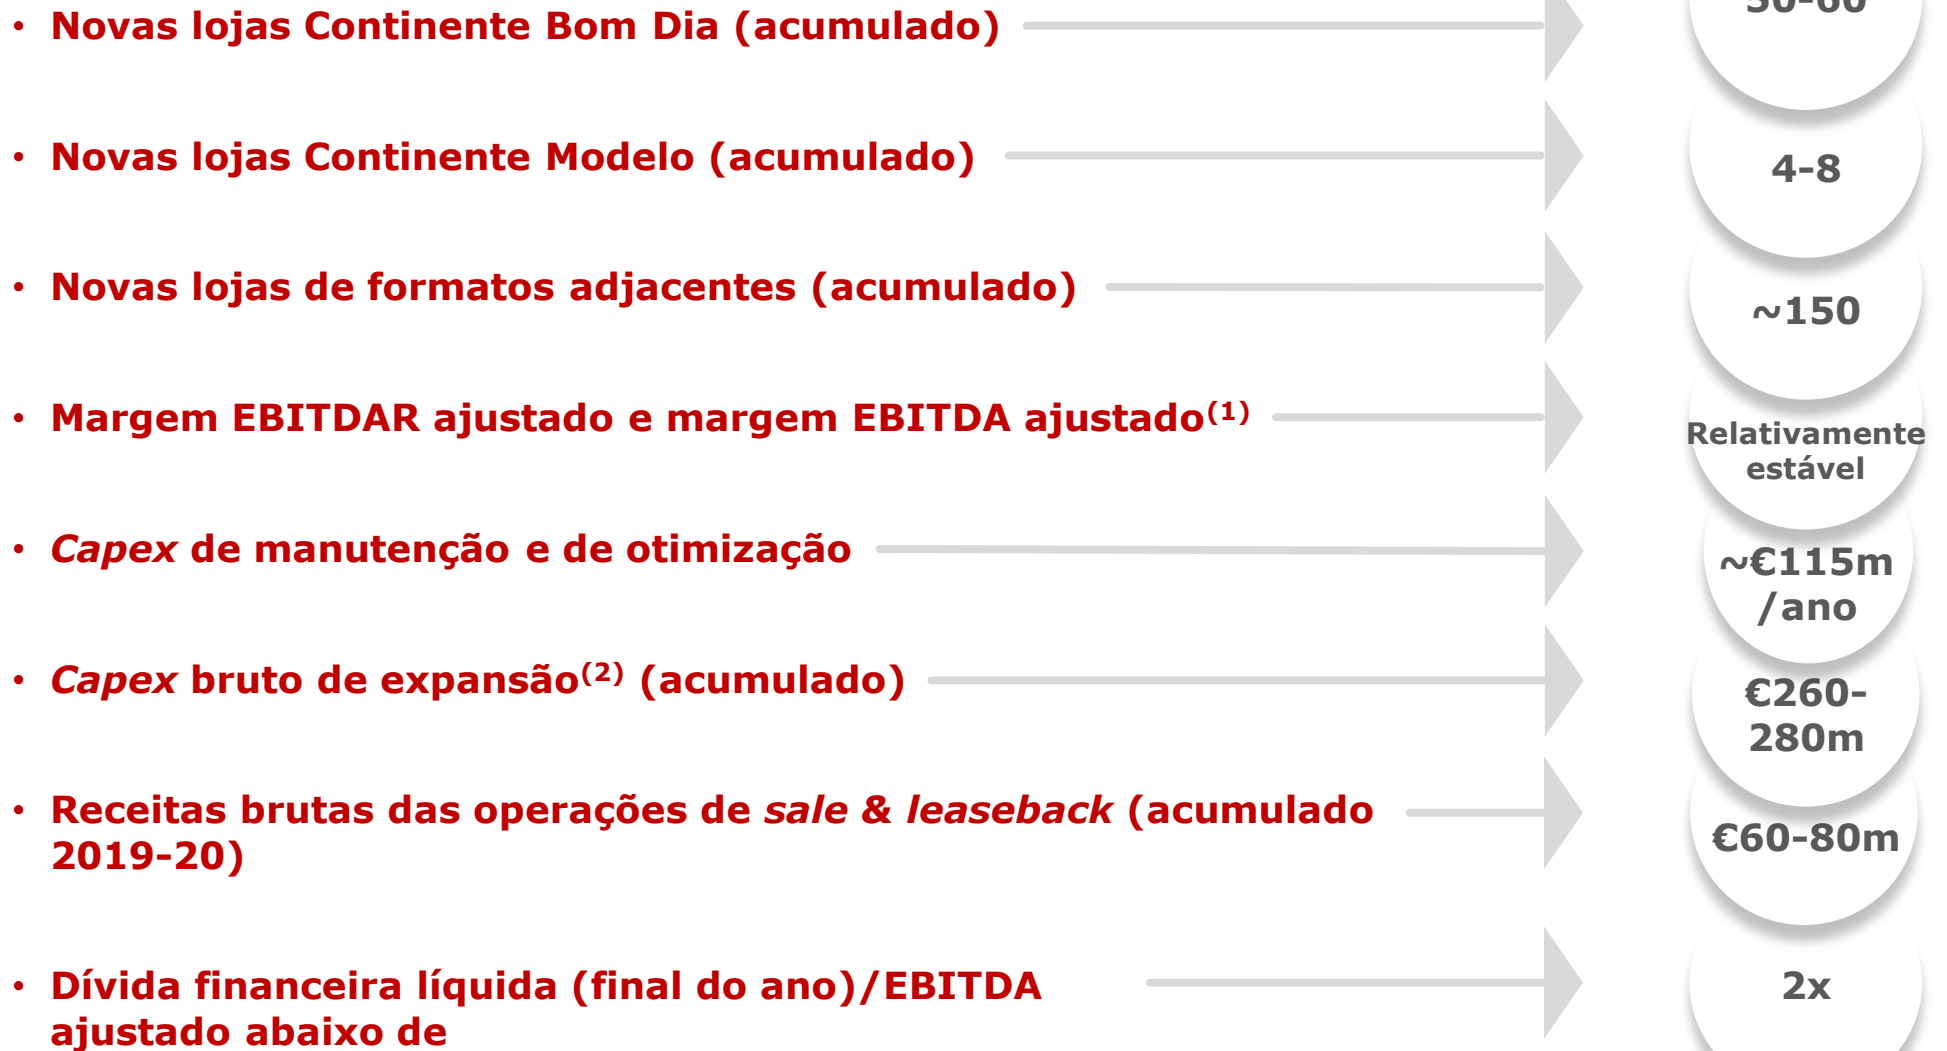 • Novas lojas Continente Bom Dia (acumulado)
50-60
• Novas lojas Continente Modelo (acumulado)
4-8
• Novas lojas de formatos adjacentes (acumulado)
~150
• Margem EBITDAR ajustado e margem EBITDA ajustado(1)
Relativamente
estável
• Capex de manutenção e de otimização
~€115m
/ano
• Capex bruto de expansão(2) (acumulado)
€260-
280m
• Receitas brutas das operações de sale & leaseback (acumulado
2019-20)
€60-80m
• Dívida financeira líquida (final do ano)/EBITDA
ajustado abaixo de
2x